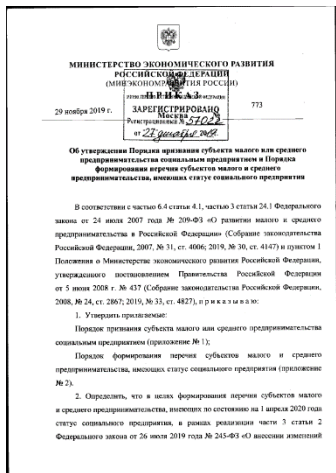 МИНИСТЕРСТВО ЭКОНОМИЧЕСКОГО РАЗВИТИЯ
РОССИЙСКОЙ ФЕДЕРАЦИИ
(МИНЭКОНОМРАЗВИТИЯ РОССИИ)
ПРИКАЗ
ЗАРЕГИСТРИРОВАНО
29 ноября 2019 г.
Москва
773
Регистрационный № 57023
от 27 декабря 2019
Об утверждении Порядка признания субъекта малого или среднего
предпринимательства социальным предприятием и Порядка
формирования перечня субъектов малого и среднего
предпринимательства, имеющих статус социального предприятия
В соответствии с частью 6.4 статьи 4.1, частью 3 статьи 24.1 Федерального
закона от 24 июля 2007 года № 209-ФЗ «О развитии малого и среднего
предпринимательства в Российской Федерации» (Собрание законодательства
Российской Федерации, 2007, № 31, ст. 4006; 2019, № 30, ст. 4147) и пунктом 1
Положения о Министерстве экономического развития Российской Федерации,
утвержденного постановлением Правительства Российской Федерации
от 5 июня 2008 г. № 437 (Собрание законодательства Российской Федерации,
2008, № 24, ст. 2867; 2019, № 33, ст. 4827), п р и к а з ы в а ю:
1. Утвердить прилагаемые:
Порядок признания субъекта малого или среднего предпринимательства
социальным предприятием (приложение № 1);
Порядок формирования перечня субъектов малого и среднего
предпринимательства, имеющих статус социального предприятия (приложение
№ 2).
2. Определить, что в целях формирования перечня субъектов малого
и среднего предпринимательства, имеющих по состоянию на 1 апреля 2020 года
статус социального предприятия, в рамках реализации части 3 статьи 2
Федерального закона от 26 июля 2019 года № 245-ФЗ «О внесении изменений